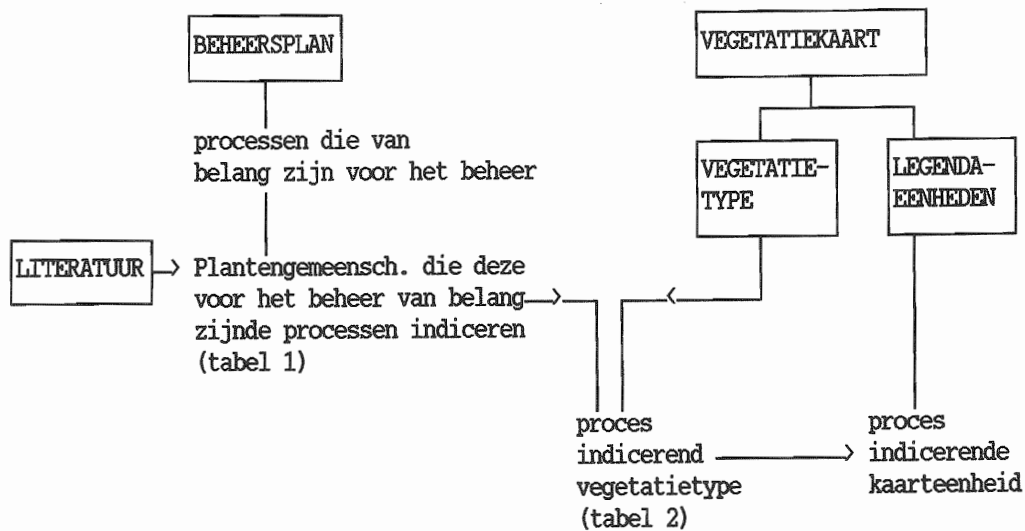 BEHEERSPLAN
VEGETATIEKAART
processen die van
belang zijn voor het beheer
VEGETATIE-
TYPE
LEGENDA-
EENHEDEN
LITERATUUR
Plantengemeensch. die deze
voor het beheer van belang
zijnde processen indiceren
(tabel 1)
proces
indicerend
vegetatietype
(tabel 2)
proces
indicerende
kaarteenheid